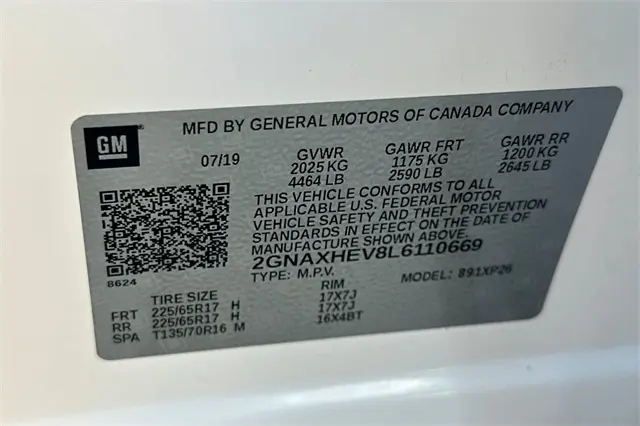 GM
MFD BY GENERAL MOTORS OF CANADA COMPANY
07/19 GVWR GAWR FRT GAWR RR
2025 KG 1175 KG 1200 KG
4464 LB 2590 LB 2645 LB
THIS VEHICLE CONFORMS TO ALL
APPLICABLE U.S. FEDERAL MOTOR
VEHICLE SAFETY AND THEFT PREVENTION
STANDARDS IN EFFECT ON THE DATE OF
MANUFACTURE SHOWN ABOVE.
2GNAXHEV8L6110669
8624 TYPE: M.P.V. MODEL: 891XP26
TIRE SIZE RIM
FRT 225/65R17 H 17X7J
RR 225/65R17 H 17X7J
SPA T135/70R16 M 16X4BT